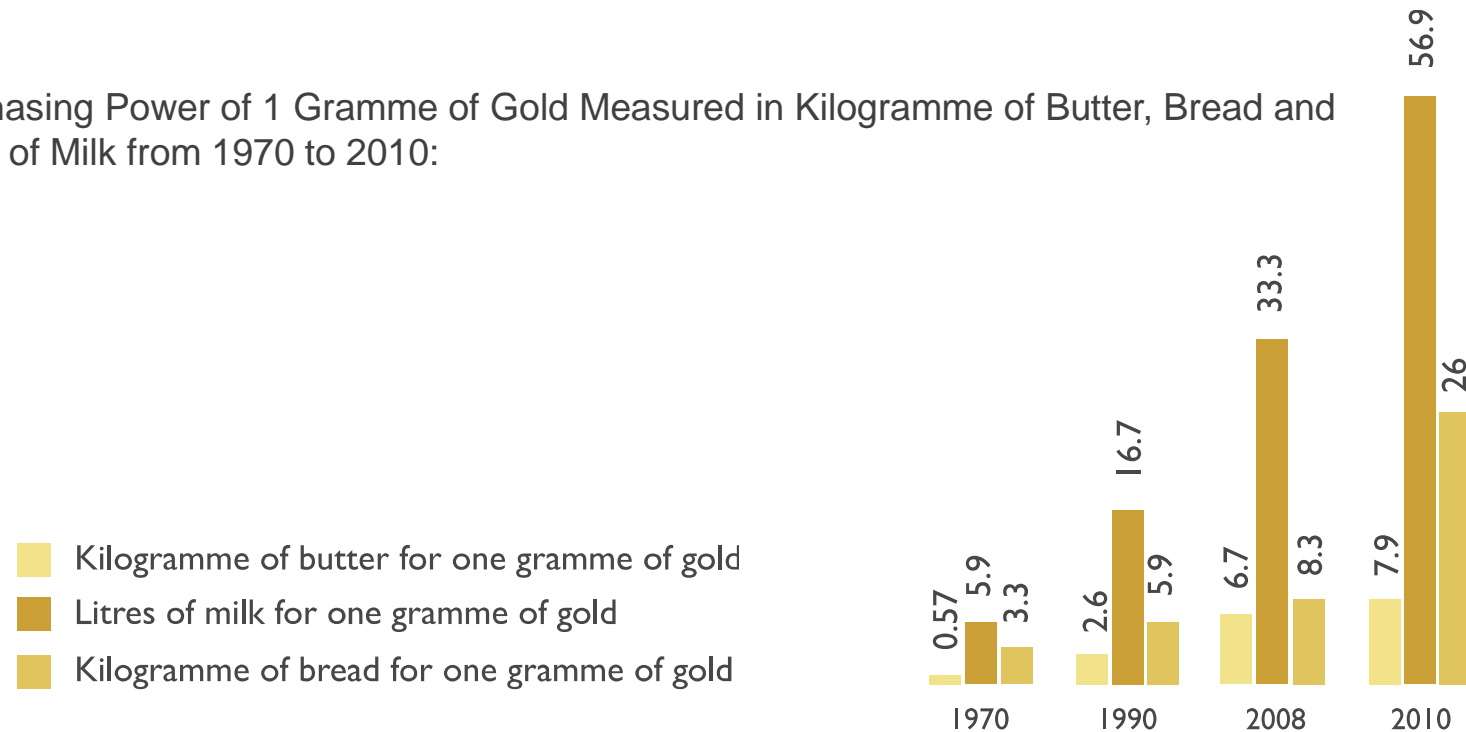 hasing Power of 1 Gramme of Gold Measured in Kilogramme of Butter, Bread and
of Milk from 1970 to 2010:
56.9
33.3
26
16.7
Kilogramme of butter for one gramme of gold
Litres of milk for one gramme of gold
Kilogramme of bread for one gramme of gold
0.57 5.9 3.3
2.6 5.9
6.7 8.3
7.9
1970 1990 2008 2010